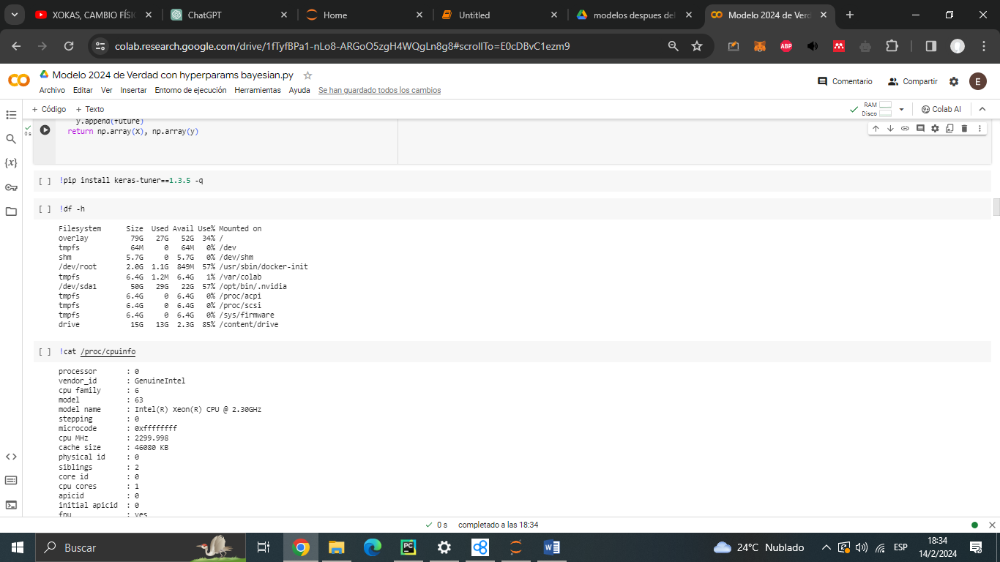 XOKAS, CAMBIO FÍSI
ChatGPT
Home
Untitled
modelos despues del
Modelo 2024 de Verd
colab.research.google.com/drive/1fTyfBPa1-nLo8-ARGoO5zgH4WQgLn8g8#scrollTo=E0cDBvC1ezm9
ABP
Modelo 2024 de Verdad con hyperparams bayesian.py
Archivo Editar Ver Insertar Entorno de ejecución Herramientas Ayuda Se han guardado todos los cambios
Comentario Compartir E
+ Código + Texto
RAM
Disco
Colab AI
y.append(future)
0 s
return np.array(X), np.array(y)
{x}
[ ] !pip install keras-tuner==1.3.5 -q
[ ] !df -h
Filesystem Size Used Avail Use% Mounted on
overlay 79G 27G 52G 34% /
tmpfs 64M 0 64M 0% /dev
shm 5.7G 0 5.7G 0% /dev/shm
/dev/root 2.0G 1.1G 849M 57% /usr/sbin/docker-init
tmpfs 6.4G 1.2M 6.4G 1% /var/colab
/dev/sda1 50G 29G 22G 57% /opt/bin/.nvidia
tmpfs 6.4G 0 6.4G 0% /proc/acpi
tmpfs 6.4G 0 6.4G 0% /proc/scsi
tmpfs 6.4G 0 6.4G 0% /sys/firmware
drive 15G 13G 2.3G 85% /content/drive
[ ] !cat /proc/cpuinfo
processor : 0
vendor_id : GenuineIntel
cpu family : 6
model : 63
model name : Intel(R) Xeon(R) CPU @ 2.30GHz
stepping : 0
microcode : 0xffffffff
cpu MHz : 2299.998
cache size : 46080 KB
physical id : 0
siblings : 2
core id : 0
cpu cores : 1
apicid : 0
initial apicid : 0
fpu : yes
0 s completado a las 18:34
Buscar
PC
W
24°C Nublado
ESP
18:34
14/2/2024